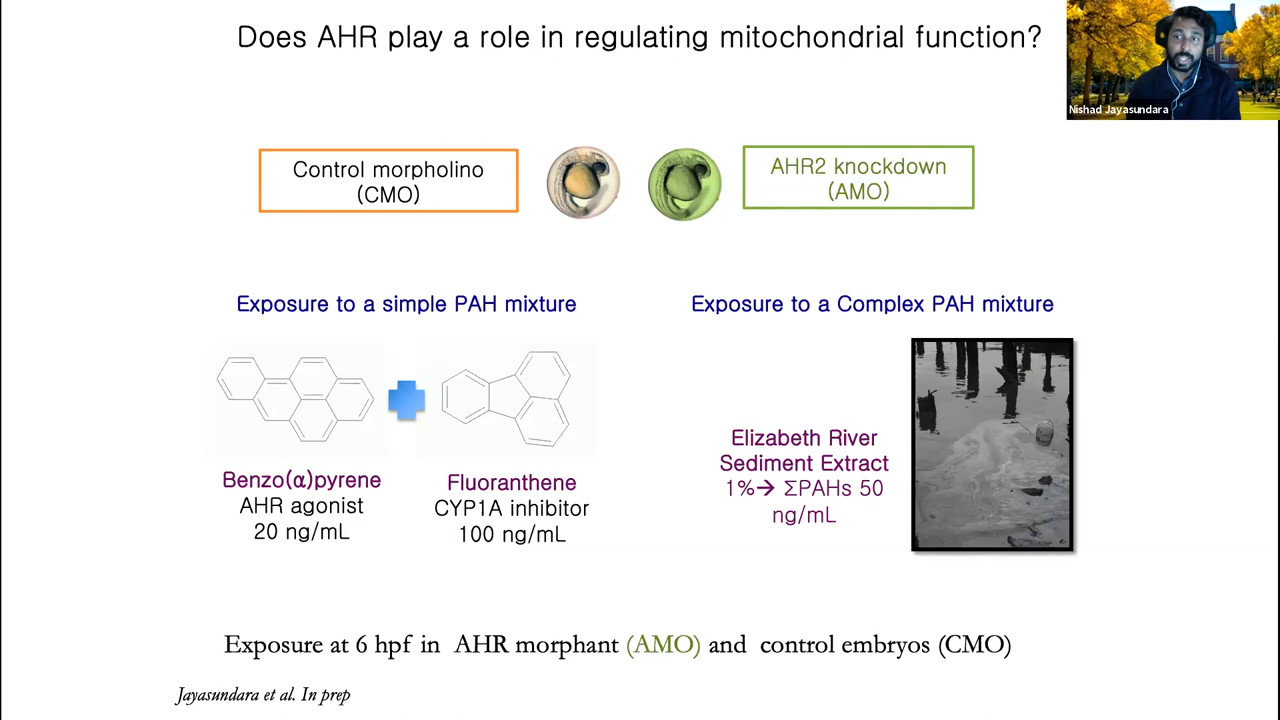 Does AHR play a role in regulating mitochondrial function?
Nishad Jayasundara
Control morpholino
(CMO)
AHR2 knockdown
(AMO)
Exposure to a simple PAH mixture
Exposure to a Complex PAH mixture
Benzo(α)pyrene
AHR agonist
20 ng/mL
Fluoranthene
CYP1A inhibitor
100 ng/mL
Elizabeth River
Sediment Extract
1%→ ΣPAHs 50
ng/mL
Exposure at 6 hpf in AHR morphant (AMO) and control embryos (CMO)
Jayasundara et al. In prep